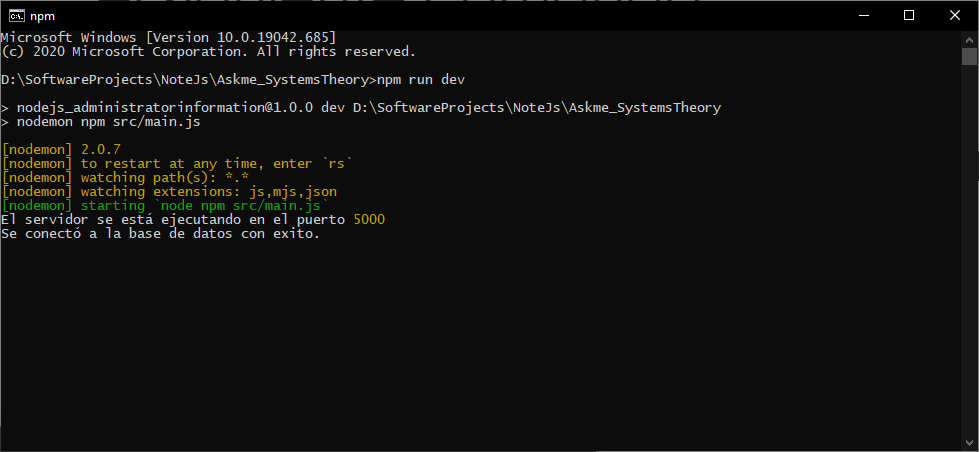 npm
Microsoft Windows [Version 10.0.19042.685]
(c) 2020 Microsoft Corporation. All rights reserved.
D:\SoftwareProjects\NoteJs\Askme_SystemsTheory>npm run dev
> nodejs_administratorinformation@1.0.0 dev D:\SoftwareProjects\NoteJs\Askme_SystemsTheory
> nodemon npm src/main.js
[nodemon] 2.0.7
[nodemon] to restart at any time, enter `rs`
[nodemon] watching path(s): *.*
[nodemon] watching extensions: js,mjs,json
[nodemon] starting `node npm src/main.js`
El servidor se está ejecutando en el puerto 5000
Se conectó a la base de datos con exito.